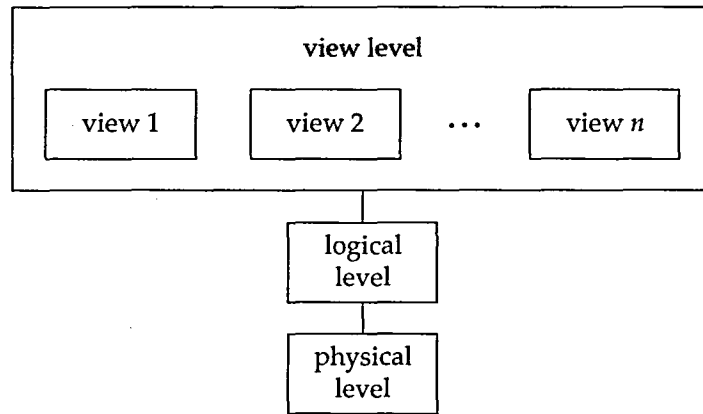 view level
view 1
view 2
...
view n
logical
level
physical
level